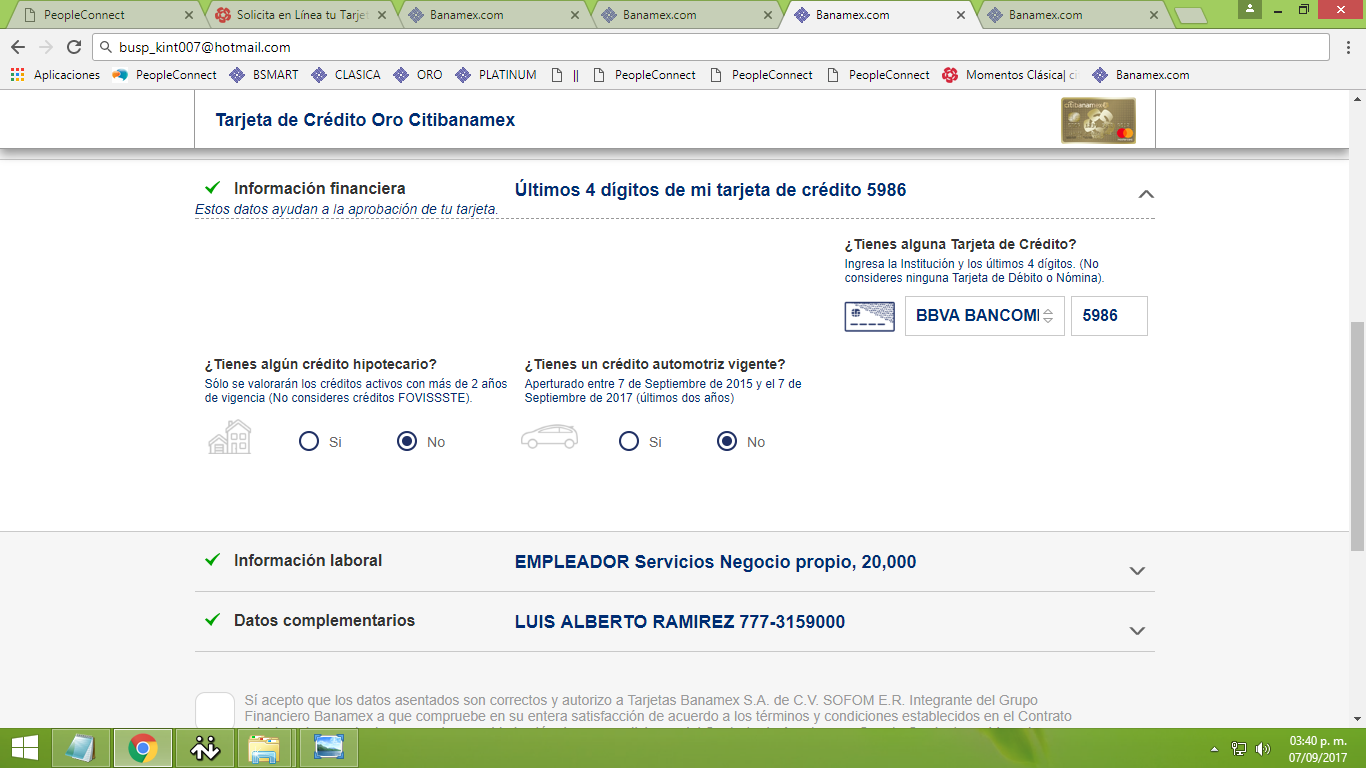 PeopleConnect
Solicita en Línea tu Tarje
Banamex.com
Banamex.com
Banamex.com
Banamex.com
busp_kint007@hotmail.com
Aplicaciones PeopleConnect BSMART CLASICA ORO PLATINUM || PeopleConnect PeopleConnect PeopleConnect Momentos Clásica| ci Banamex.com
Tarjeta de Crédito Oro Citibanamex
citibanamex
Información financiera
Últimos 4 dígitos de mi tarjeta de crédito 5986
Estos datos ayudan a la aprobación de tu tarjeta.
¿Tienes alguna Tarjeta de Crédito?
Ingresa la Institución y los últimos 4 dígitos. (No
consideres ninguna Tarjeta de Débito o Nómina).
BBVA BANCOM
5986
¿Tienes algún crédito hipotecario?
Sólo se valorarán los créditos activos con más de 2 años
de vigencia (No consideres créditos FOVISSSTE).
Si No
¿Tienes un crédito automotriz vigente?
Aperturado entre 7 de Septiembre de 2015 y el 7 de
Septiembre de 2017 (últimos dos años)
Si No
Información laboral
EMPLEADOR Servicios Negocio propio, 20,000
Datos complementarios
LUIS ALBERTO RAMIREZ 777-3159000
Sí acepto que los datos asentados son correctos y autorizo a Tarjetas Banamex S.A. de C.V. SOFOM E.R. Integrante del Grupo
Financiero Banamex a que compruebe en su entera satisfacción de acuerdo a los términos y condiciones establecidos en el Contrato
03:40 p. m.
07/09/2017